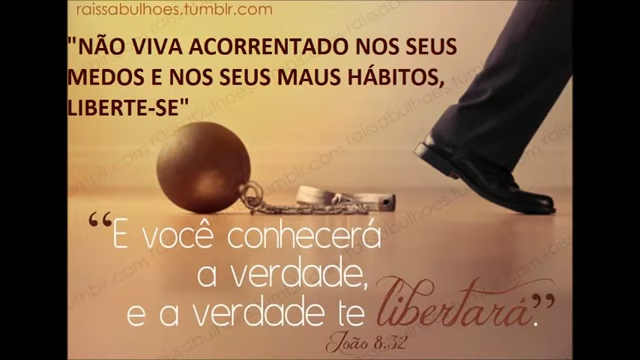 raissabulhoes.tumblr.com
"NÃO VIVA ACORRENTADO NOS SEUS
MEDOS E NOS SEUS MAUS HÁBITOS,
LIBERTE-SE"
“E você conhecerá
a verdade,
e a verdade te libertará”.
João 8:32